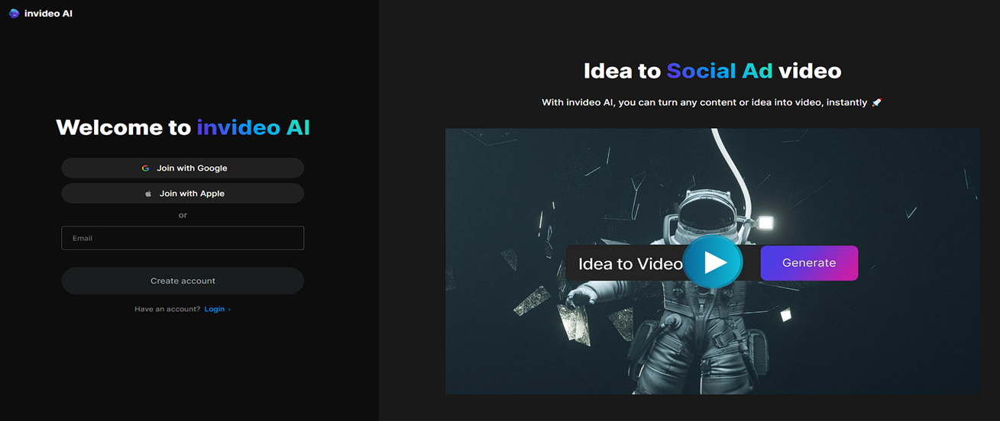 invideo AI
Welcome to invideo AI
Join with Google
Join with Apple
or
Email
Create account
Have an account? Login ›
Idea to Social Ad video
With invideo AI, you can turn any content or idea into video, instantly 🚀
Idea to Video
Generate